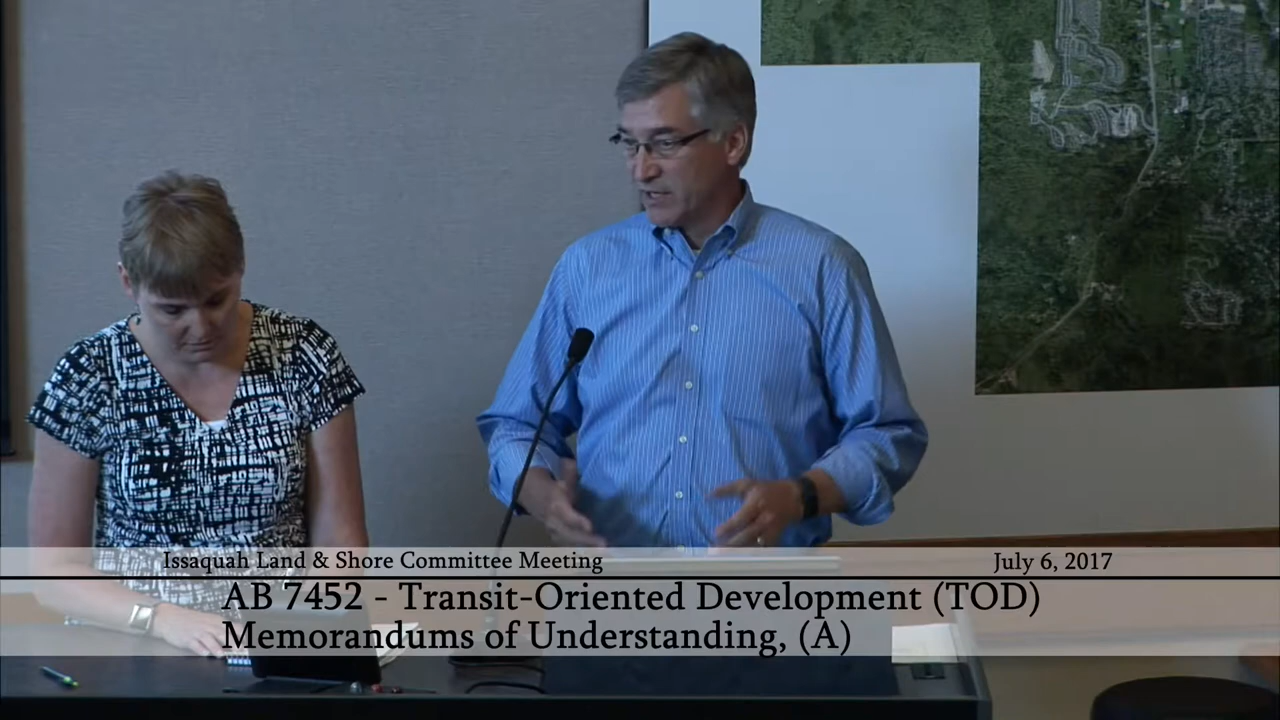 Issaquah Land & Shore Committee Meeting July 6, 2017
AB 7452 - Transit-Oriented Development (TOD)
Memorandums of Understanding, (A)